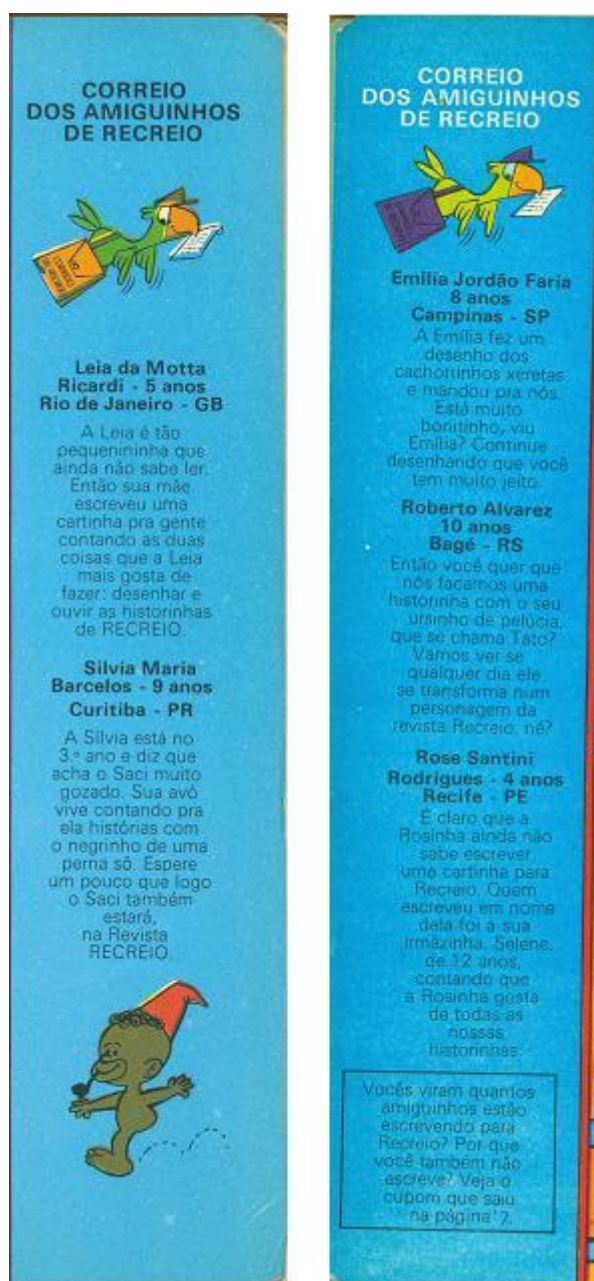 CORREIO
DOS AMIGUINHOS
DE RECREIO
Leia da Motta
Ricardi - 5 anos
Rio de Janeiro - GB
A Leia é tão
pequenininha que
ainda não sabe ler.
Então sua mãe
escreveu uma
cartinha pra gente
contando as duas
coisas que a Leia
mais gosta de
fazer: desenhar e
ouvir as historinhas
de RECREIO.
Silvia Maria
Barcelos - 9 anos
Curitiba - PR
A Silvia está no
3.º ano e diz que
acha o Saci muito
gozado. Sua avó
vive contando pra
ela histórias com
o negrinho de uma
perna só. Espere
um pouco que logo
o Saci também
estará,
na Revista
RECREIO.
CORREIO
DOS AMIGUINHOS
DE RECREIO
Emilia Jordão Faria
8 anos
Campinas - SP
A Emília fez um
desenho dos
cachorrinhos xeretas
e mandou pra nós.
Está muito
bonitinho, viu
Emília? Continue
desenhando que você
tem muito jeito.
Roberto Alvarez
10 anos
Bagé - RS
Então você quer que
nós façamos uma
historinha com o seu
ursinho de pelúcia,
que se chama Tato?
Vamos ver se
qualquer dia ele
se transforma num
personagem da
revista Recreio, né?
Rose Santini
Rodrigues - 4 anos
Recife - PE
É claro que a
Rosinha ainda não
sabe escrever
uma cartinha para
Recreio. Quem
escreveu em nome
dela foi a sua
irmãzinha, Selene,
de 12 anos,
contando que
a Rosinha gosta
de todas as
nossas
historinhas.
Vocês viram quantos
amiguinhos estão
escrevendo para
Recreio? Por que
você também não
escreve? Veja o
cupom que saiu
na página 7.